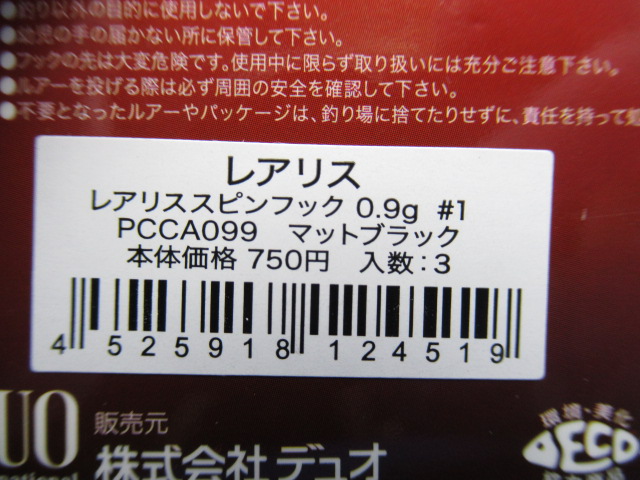 釣り以外の目的に使用しないで下さい。
●幼児の手の届かない所に保管して下さい。
●フックの先は大変危険です。使用中に限らず取り扱いには充分ご注意下さい。
●ルアーを投げる際は必ず周囲の安全を確認して下さい。
●不要となったルアーやパッケージは、釣り場に捨てたりせずに、責任を持って
レアリス
レアリススピンフック 0.9g #1
PCCA099 マットブラック
本体価格 750円 入数:3
4 525918 124519
UO
販売元
株式会社デュオ
環境・美化
DECO